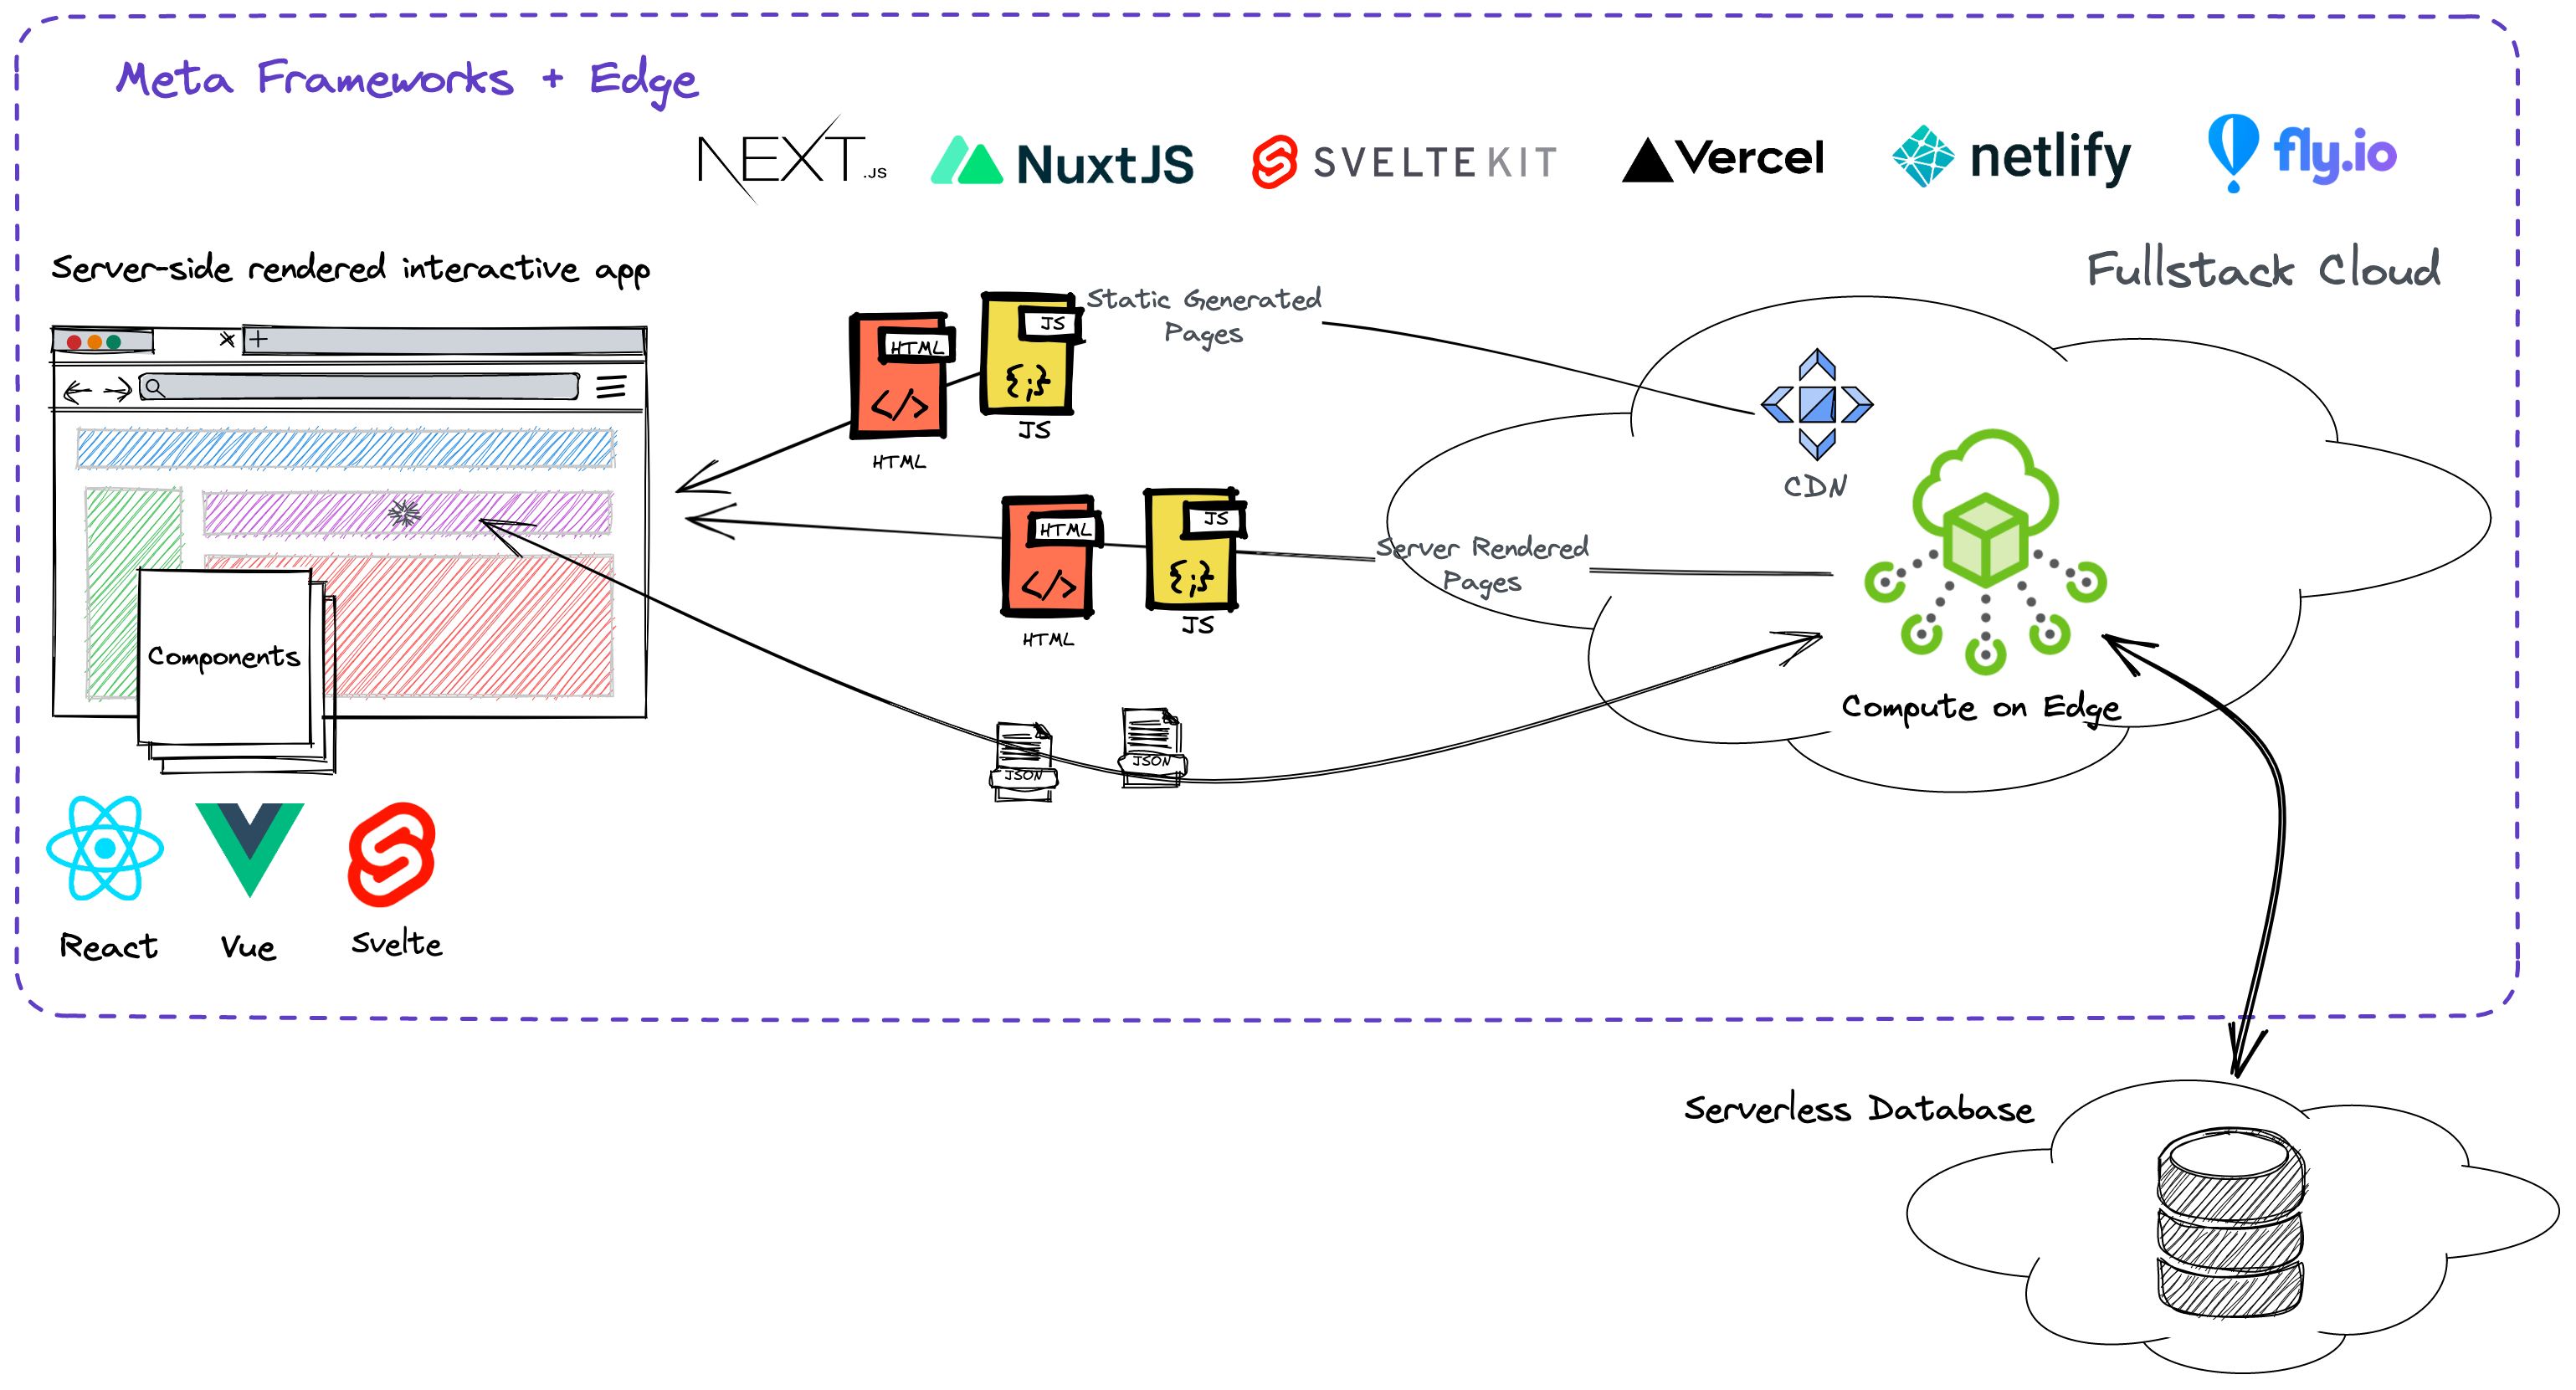 Meta Frameworks + Edge
NEXT.JS
NuxtJS
SVELTE KIT
Vercel
netlify
fly.io
Server-side rendered interactive app
Fullstack Cloud
Static Generated
Pages
HTML
</>
HTML
JS
{;}
JS
CDN
HTML
</>
HTML
JS
{;}
JS
Server Rendered
Pages
Components
JSON
JSON
Compute on Edge
React
Vue
Svelte
Serverless Database